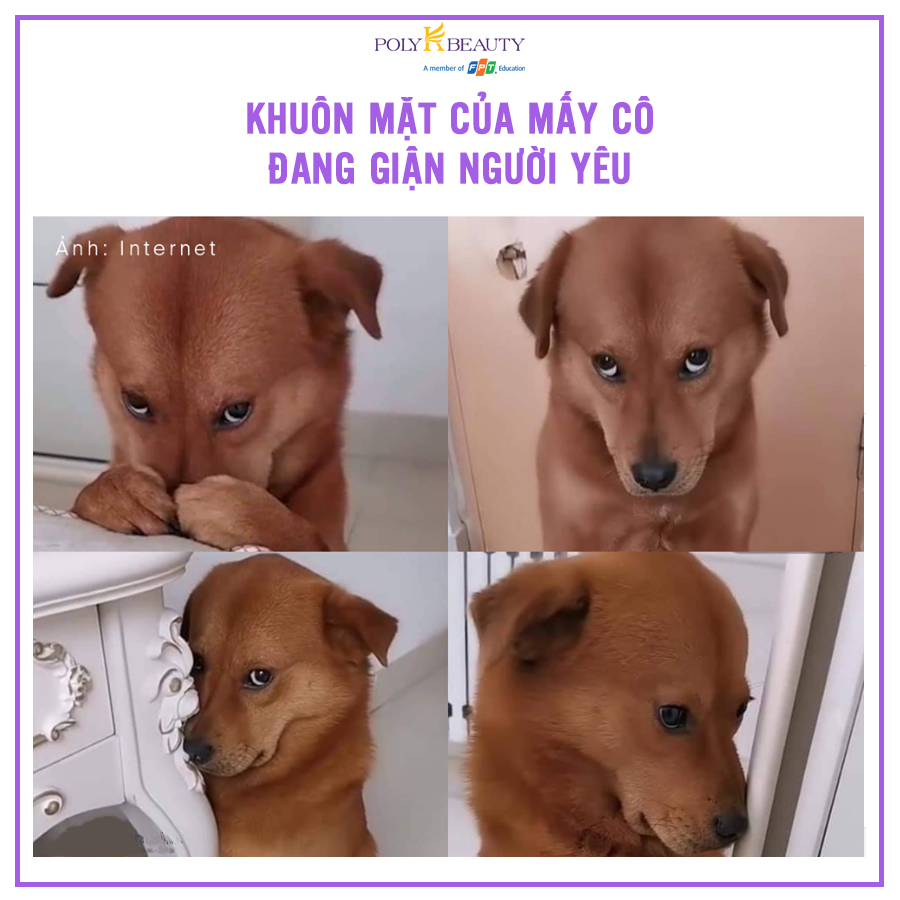 POLY K BEAUTY
A member of FPT Education
KHUÔN MẶT CỦA MẤY CÔ
ĐANG GIẬN NGƯỜI YÊU
Ảnh: Internet